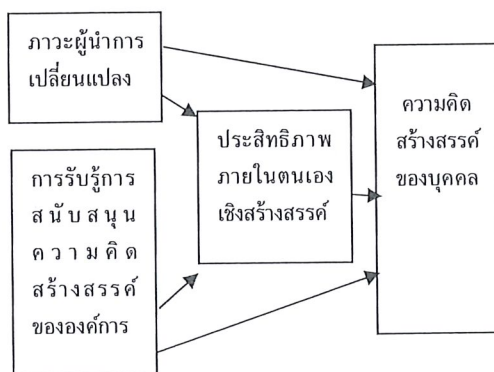 ภาวะผู้นำการ
เปลี่ยนแปลง
ความคิด
สร้างสรรค์
ของบุคคล
ประสิทธิภาพ
ภายในตนเอง
เชิงสร้างสรรค์
การรับรู้การ
สนับสนุน
ความคิด
สร้างสรรค์
ขององค์การ